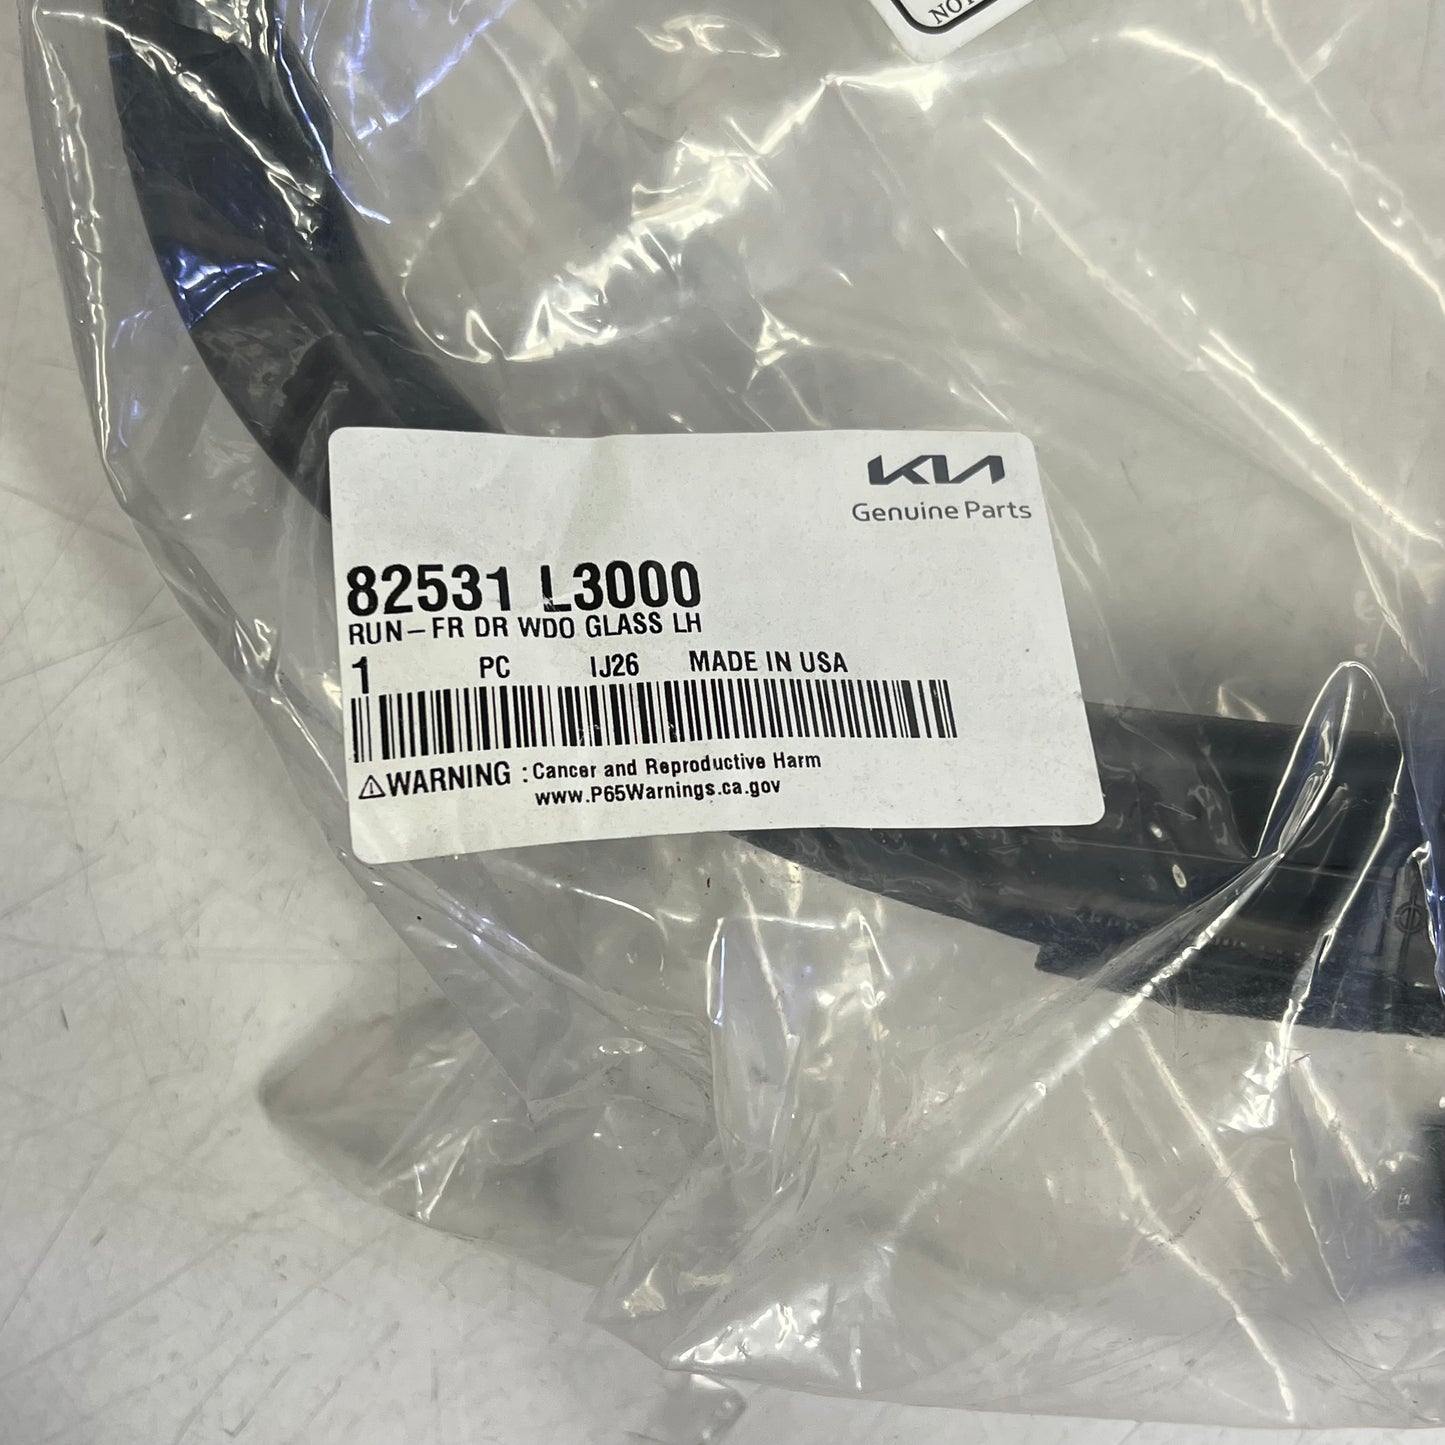 KIA
Genuine Parts
82531 L3000
RUN-FR DR WDO GLASS LH
1 PC IJ26 MADE IN USA
⚠WARNING : Cancer and Reproductive Harm
www.P65Warnings.ca.gov